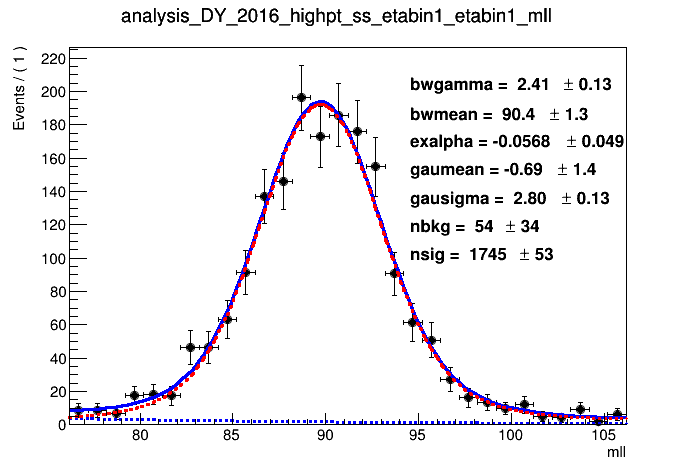 analysis_DY_2016_highpt_ss_etabin1_etabin1_mll
Events / ( 1 )
220
200
180
160
140
120
100
80
60
40
20
0
bwgamma = 2.41 ± 0.13
bwmean = 90.4 ± 1.3
exalpha = -0.0568 ± 0.049
gaumean = -0.69 ± 1.4
gausigma = 2.80 ± 0.13
nbkg = 54 ± 34
nsig = 1745 ± 53
80 85 90 95 100 105
mll